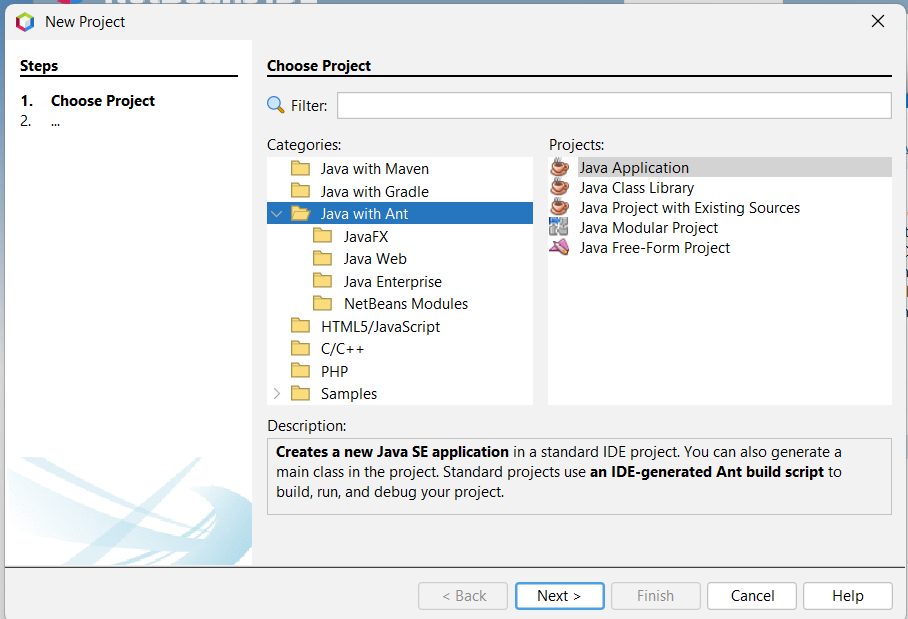 NetBeans IDE
New Project
Steps
1. Choose Project
2. ...
Choose Project
Filter:
Categories:
Java with Maven
Java with Gradle
Java with Ant
JavaFX
Java Web
Java Enterprise
NetBeans Modules
HTML5/JavaScript
C/C++
PHP
Samples
Projects:
Java Application
Java Class Library
Java Project with Existing Sources
Java Modular Project
Java Free-Form Project
Description:
Creates a new Java SE application in a standard IDE project. You can also generate a
main class in the project. Standard projects use an IDE-generated Ant build script to
build, run, and debug your project.
< Back Next > Finish Cancel Help